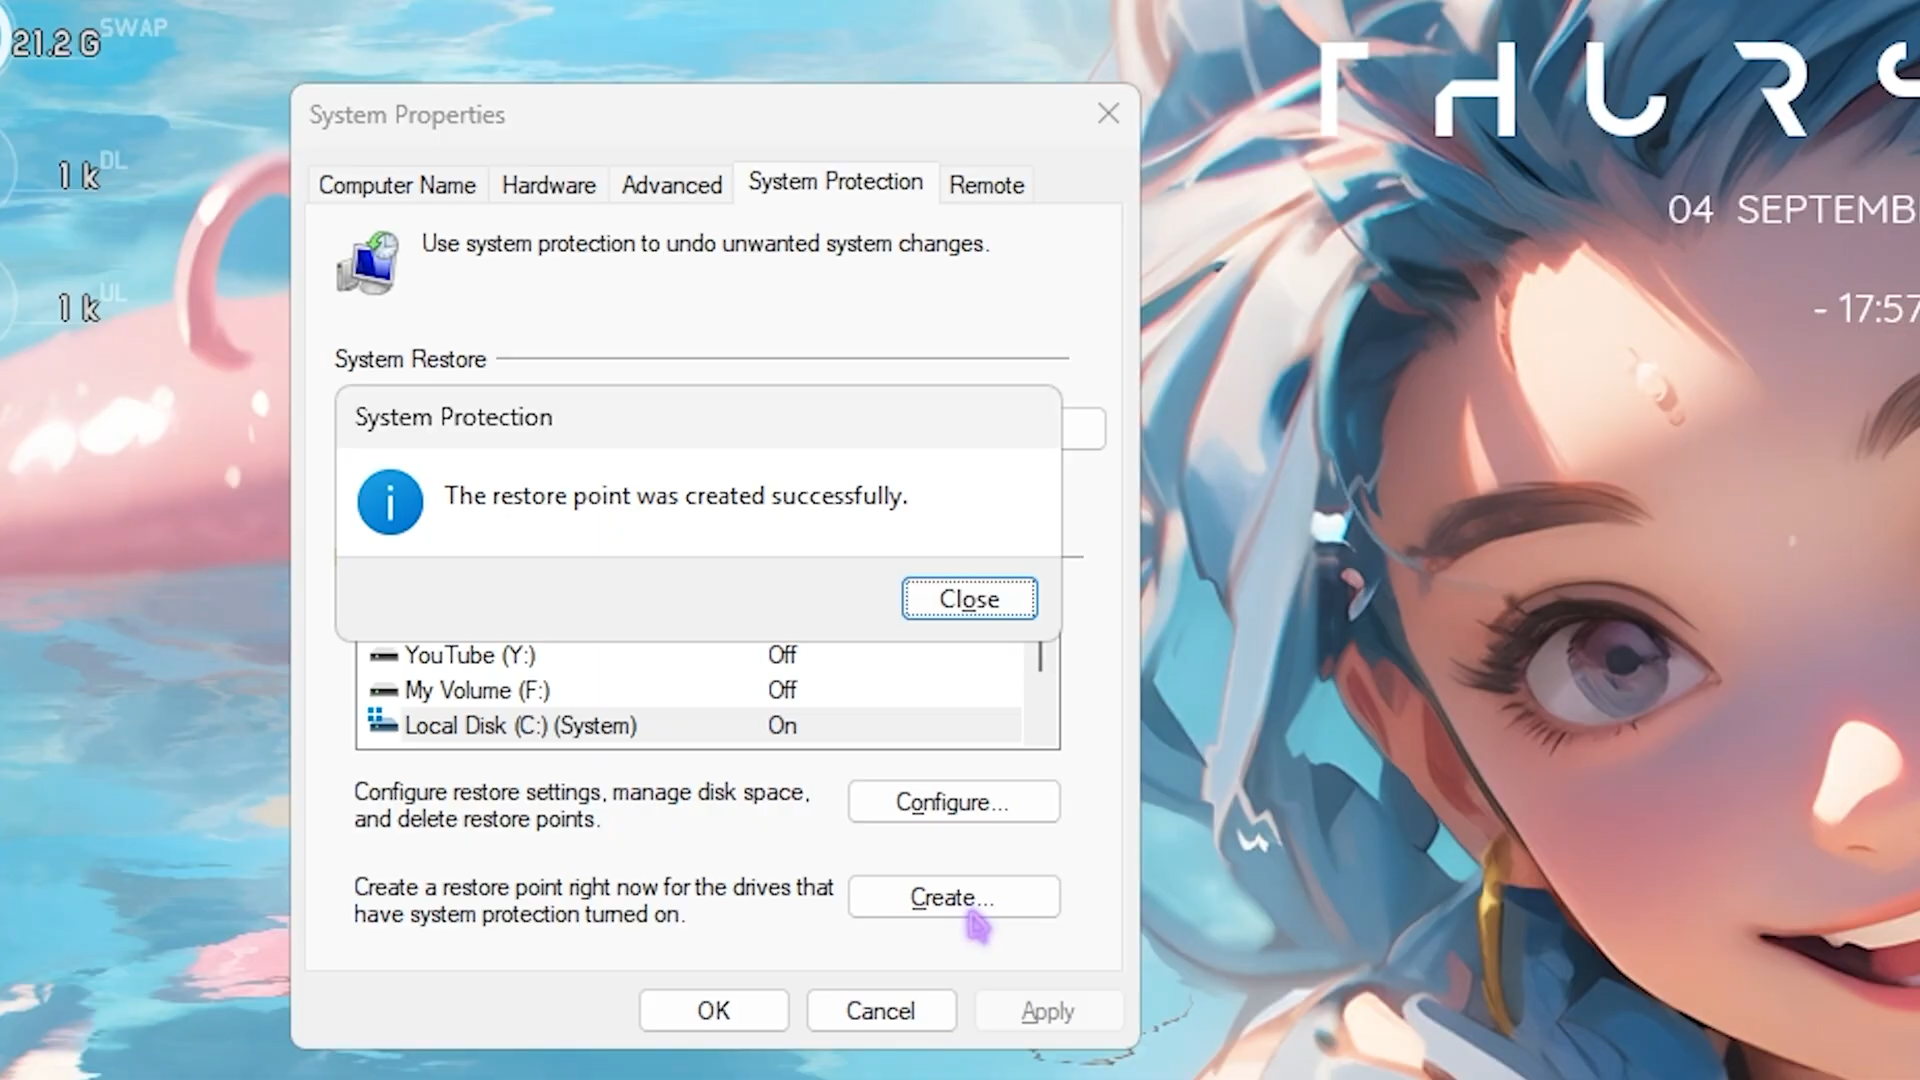 SWAP
21.2 G
DL
1 k
UL
1 k
THURS
04 SEPTEMB
- 17:57
System Properties
Computer Name Hardware Advanced System Protection Remote
Use system protection to undo unwanted system changes.
System Restore
System Protection
The restore point was created successfully.
Close
YouTube (Y:) Off
My Volume (F:) Off
Local Disk (C:) (System) On
Configure restore settings, manage disk space,
and delete restore points.
Configure...
Create a restore point right now for the drives that
have system protection turned on.
Create...
OK Cancel Apply